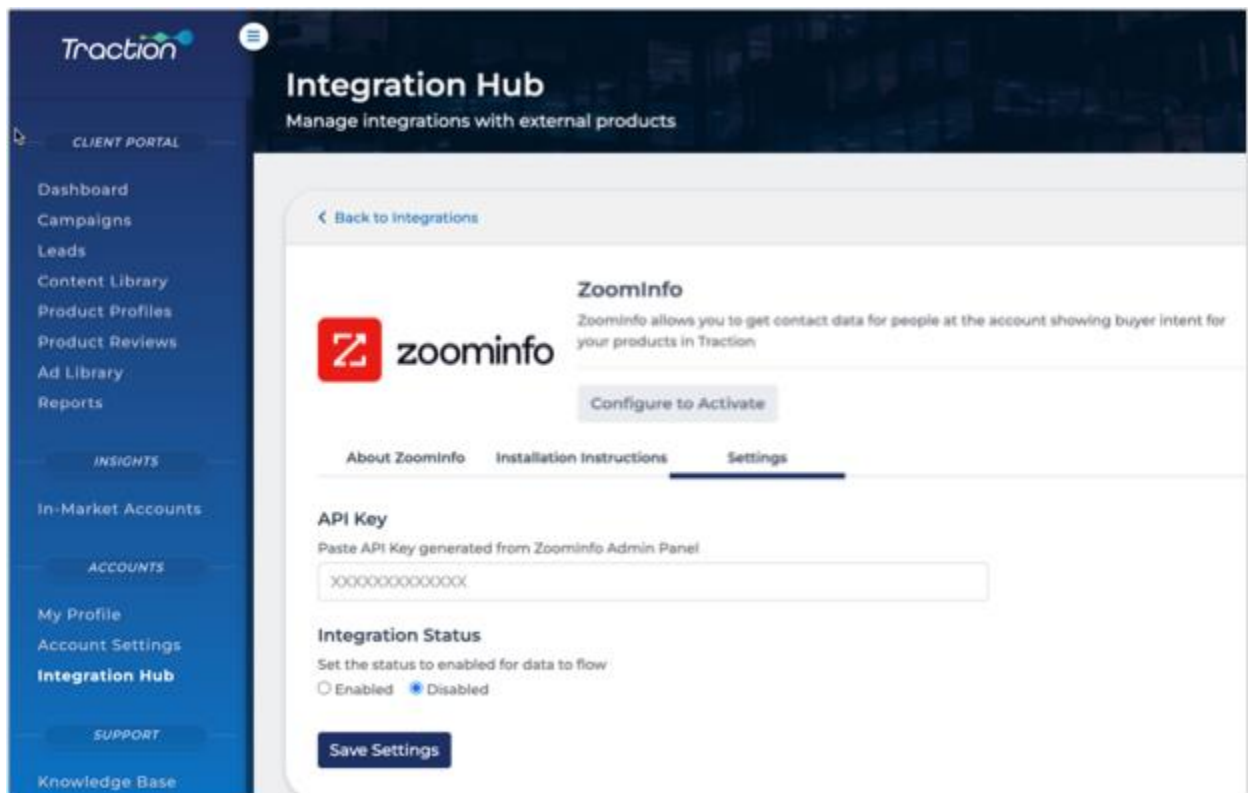 Traction
CLIENT PORTAL
Dashboard
Campaigns
Leads
Content Library
Product Profiles
Product Reviews
Ad Library
Reports
INSIGHTS
In-Market Accounts
ACCOUNTS
My Profile
Account Settings
Integration Hub
SUPPORT
Knowledge Base
Integration Hub
Manage integrations with external products
Back to Integrations
zoominfo
ZoomInfo
ZoomInfo allows you to get contact data for people at the account showing buyer intent for
your products in Traction
Configure to Activate
About ZoomInfo Installation Instructions Settings
API Key
Paste API Key generated from ZoomInfo Admin Panel
XXXXXXXXXXXXX
Integration Status
Set the status to enabled for data to flow
Enabled Disabled
Save Settings